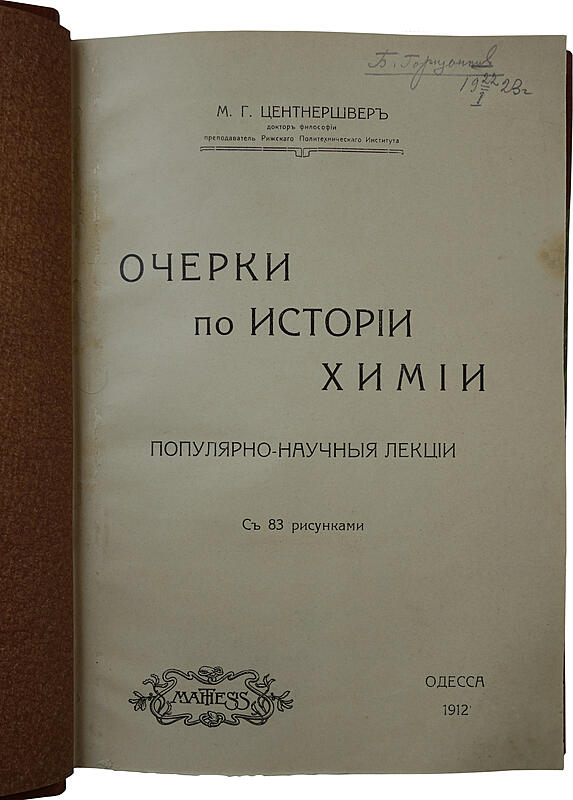 М. Г. ЦЕНТНЕРШВЕРЪ
докторъ философіи
преподаватель Рижскаго Политехническаго Института
ОЧЕРКИ
по ИСТОРІИ
ХИМІИ
ПОПУЛЯРНО-НАУЧНЫЯ ЛЕКЦІИ
Съ 83 рисунками
MATHESIS
ОДЕССА
1912